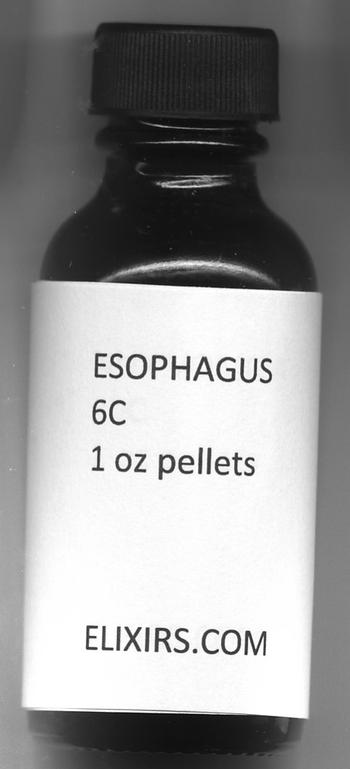 ESOPHAGUS
6C
1 oz pellets
ELIXIRS.COM